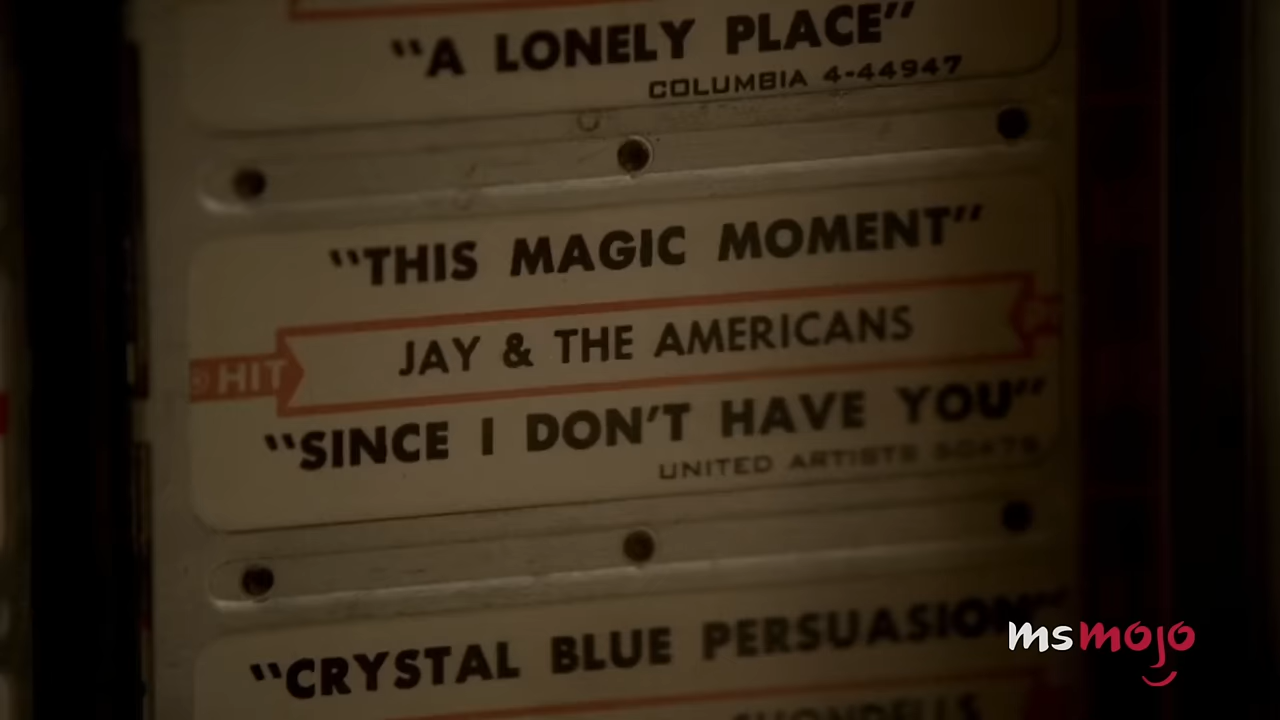 "A LONELY PLACE"
COLUMBIA 4-44947
"THIS MAGIC MOMENT"
HIT
JAY & THE AMERICANS
"SINCE I DON'T HAVE YOU"
UNITED ARTISTS
"CRYSTAL BLUE PERSUASION"
SHONDELLS
msmojo